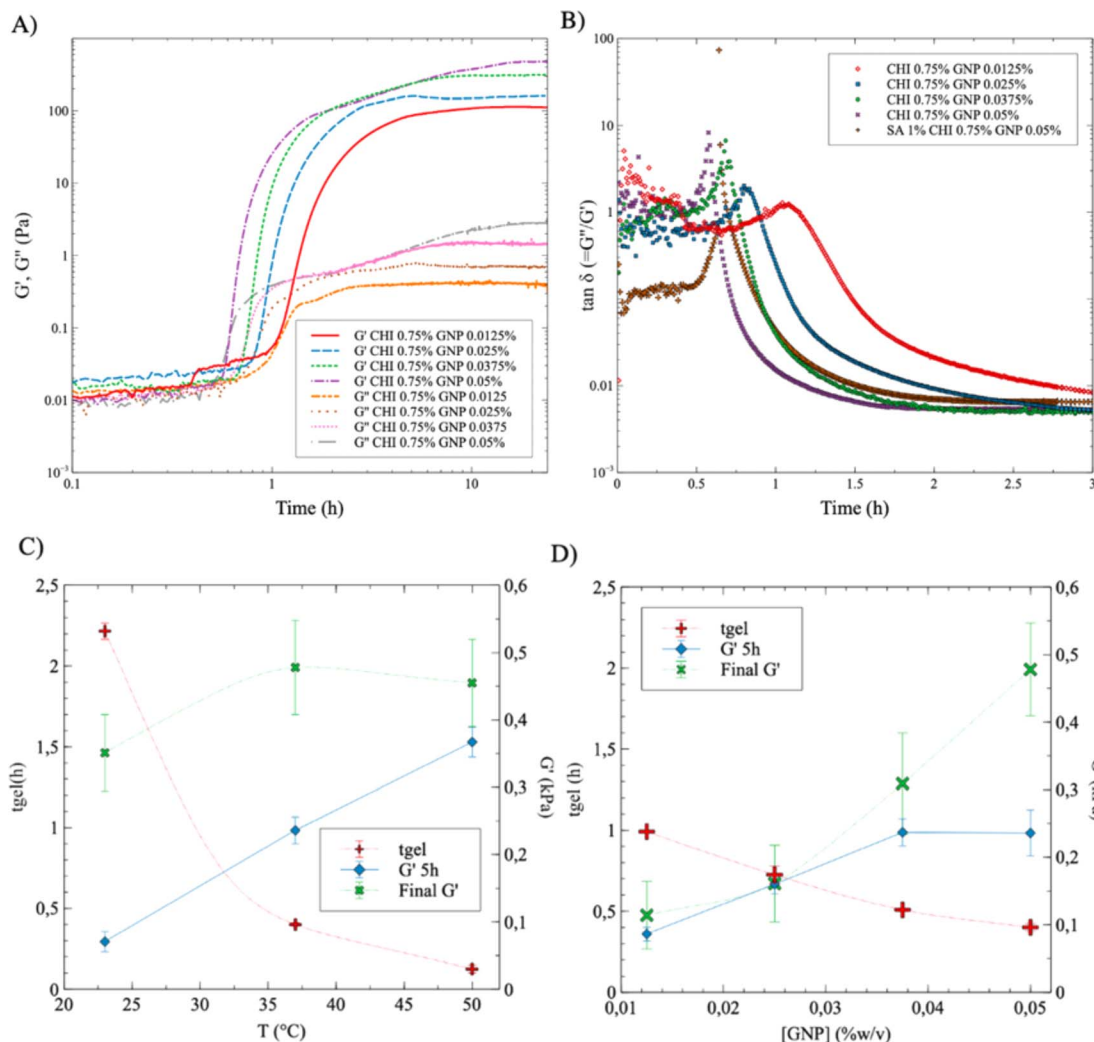 A)
G', G'' (Pa)
100
10
1
0.1
0.01
10⁻³
0.1
1
10
Time (h)
G' CHI 0.75% GNP 0.0125%
G' CHI 0.75% GNP 0.025%
G' CHI 0.75% GNP 0.0375%
G' CHI 0.75% GNP 0.05%
G'' CHI 0.75% GNP 0.0125
G'' CHI 0.75% GNP 0.025%
G'' CHI 0.75% GNP 0.0375
G'' CHI 0.75% GNP 0.05%
B)
tan δ (=G''/G')
100
10
1
0.01
10⁻³
0
0.5
1
1.5
2
2.5
3
Time (h)
CHI 0.75% GNP 0.0125%
CHI 0.75% GNP 0.025%
CHI 0.75% GNP 0.0375%
CHI 0.75% GNP 0.05%
SA 1% CHI 0.75% GNP 0.05%
C)
tgel(h)
2,5
2
1,5
1
0,5
0
20
25
30
35
40
45
50
T (°C)
0,6
0,5
0,4
0,3
0,2
0,1
0
G' (kPa)
tgel
G' 5h
Final G'
D)
tgel (h)
2,5
2
1,5
1
0,5
0
0,01
0,02
0,03
0,04
0,05
[GNP] (%w/v)
0,6
0,5
0,4
0,3
0,2
0,1
0
tgel
G' 5h
Final G'